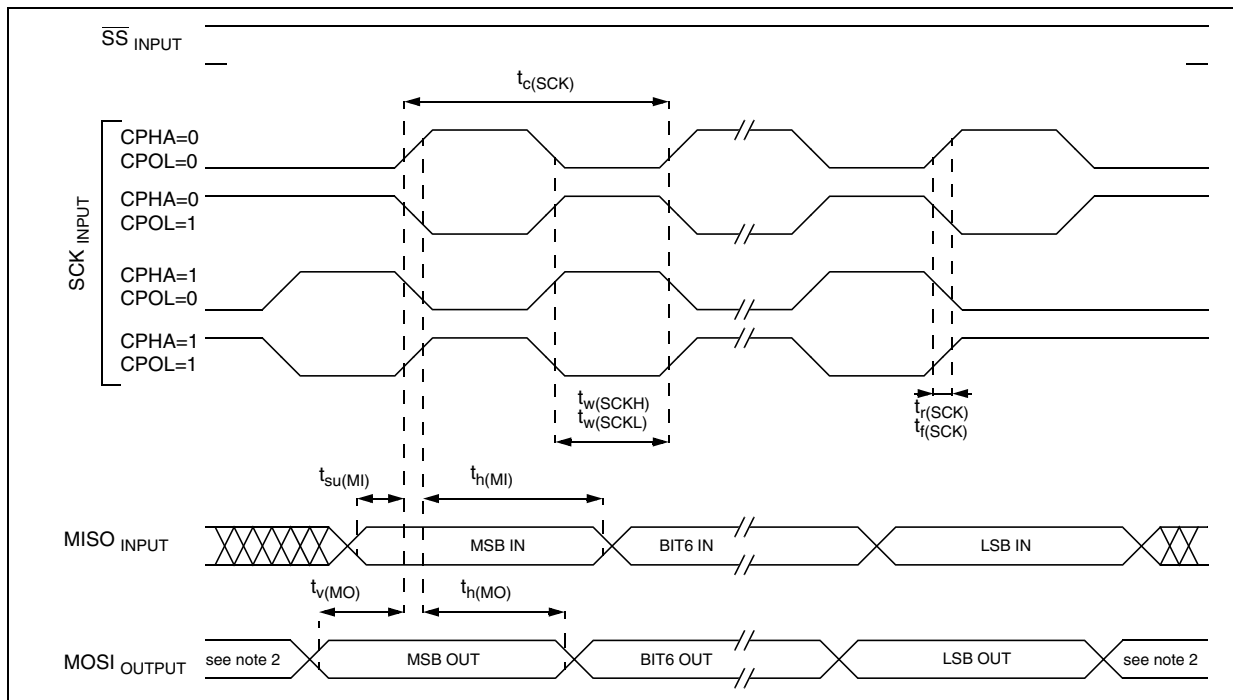 SS INPUT
tc(SCK)
SCK INPUT
CPHA=0
CPOL=0
CPHA=0
CPOL=1
CPHA=1
CPOL=0
CPHA=1
CPOL=1
tw(SCKH)
tw(SCKL)
tr(SCK)
tf(SCK)
tsu(MI)
th(MI)
MISO INPUT
MSB IN
BIT6 IN
LSB IN
tv(MO)
th(MO)
MOSI OUTPUT
see note 2
MSB OUT
BIT6 OUT
LSB OUT
see note 2